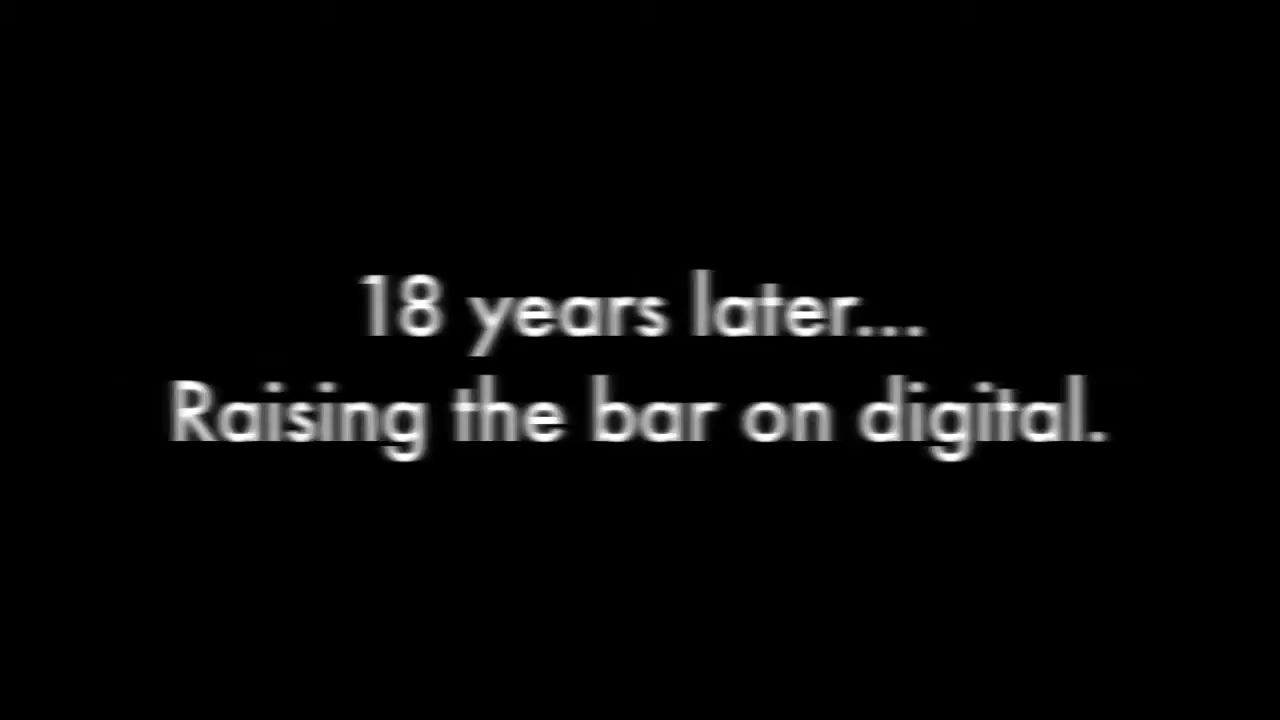 18 years later...
Raising the bar on digital.